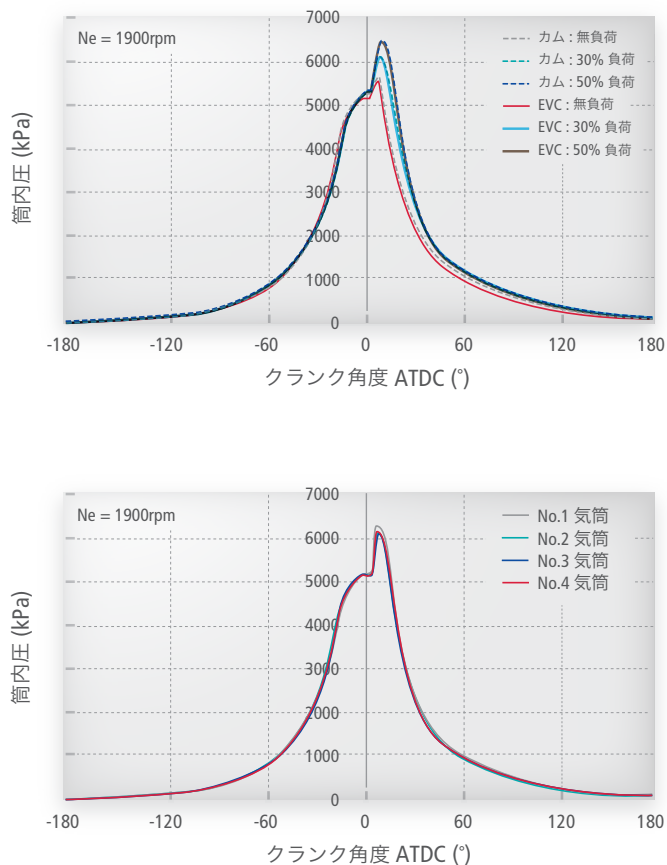 Ne = 1900rpm
7000
6000
5000
4000
3000
2000
1000
0
筒内圧 (kPa)
カム : 無負荷
カム : 30% 負荷
カム : 50% 負荷
EVC : 無負荷
EVC : 30% 負荷
EVC : 50% 負荷
-180 -120 -60 0 60 120 180
クランク角度 ATDC (°)
Ne = 1900rpm
7000
6000
5000
4000
3000
2000
1000
0
筒内圧 (kPa)
No.1 気筒
No.2 気筒
No.3 気筒
No.4 気筒
-180 -120 -60 0 60 120 180
クランク角度 ATDC (°)